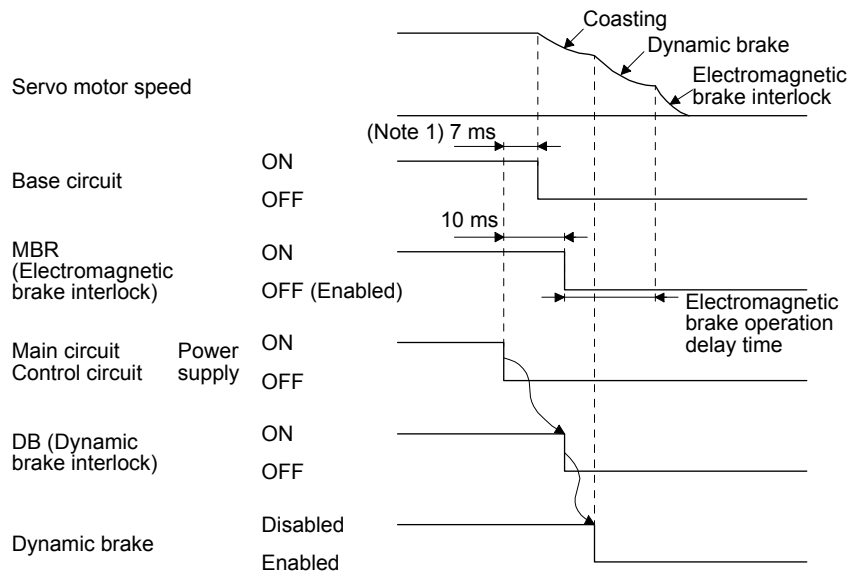 Coasting
Dynamic brake
Electromagnetic
brake interlock
Servo motor speed
(Note 1) 7 ms
ON
Base circuit
OFF
10 ms
MBR
(Electromagnetic
brake interlock)
ON
OFF (Enabled)
Electromagnetic
brake operation
delay time
Main circuit
Control circuit
Power
supply
ON
OFF
DB (Dynamic
brake interlock)
ON
OFF
Disabled
Dynamic brake
Enabled